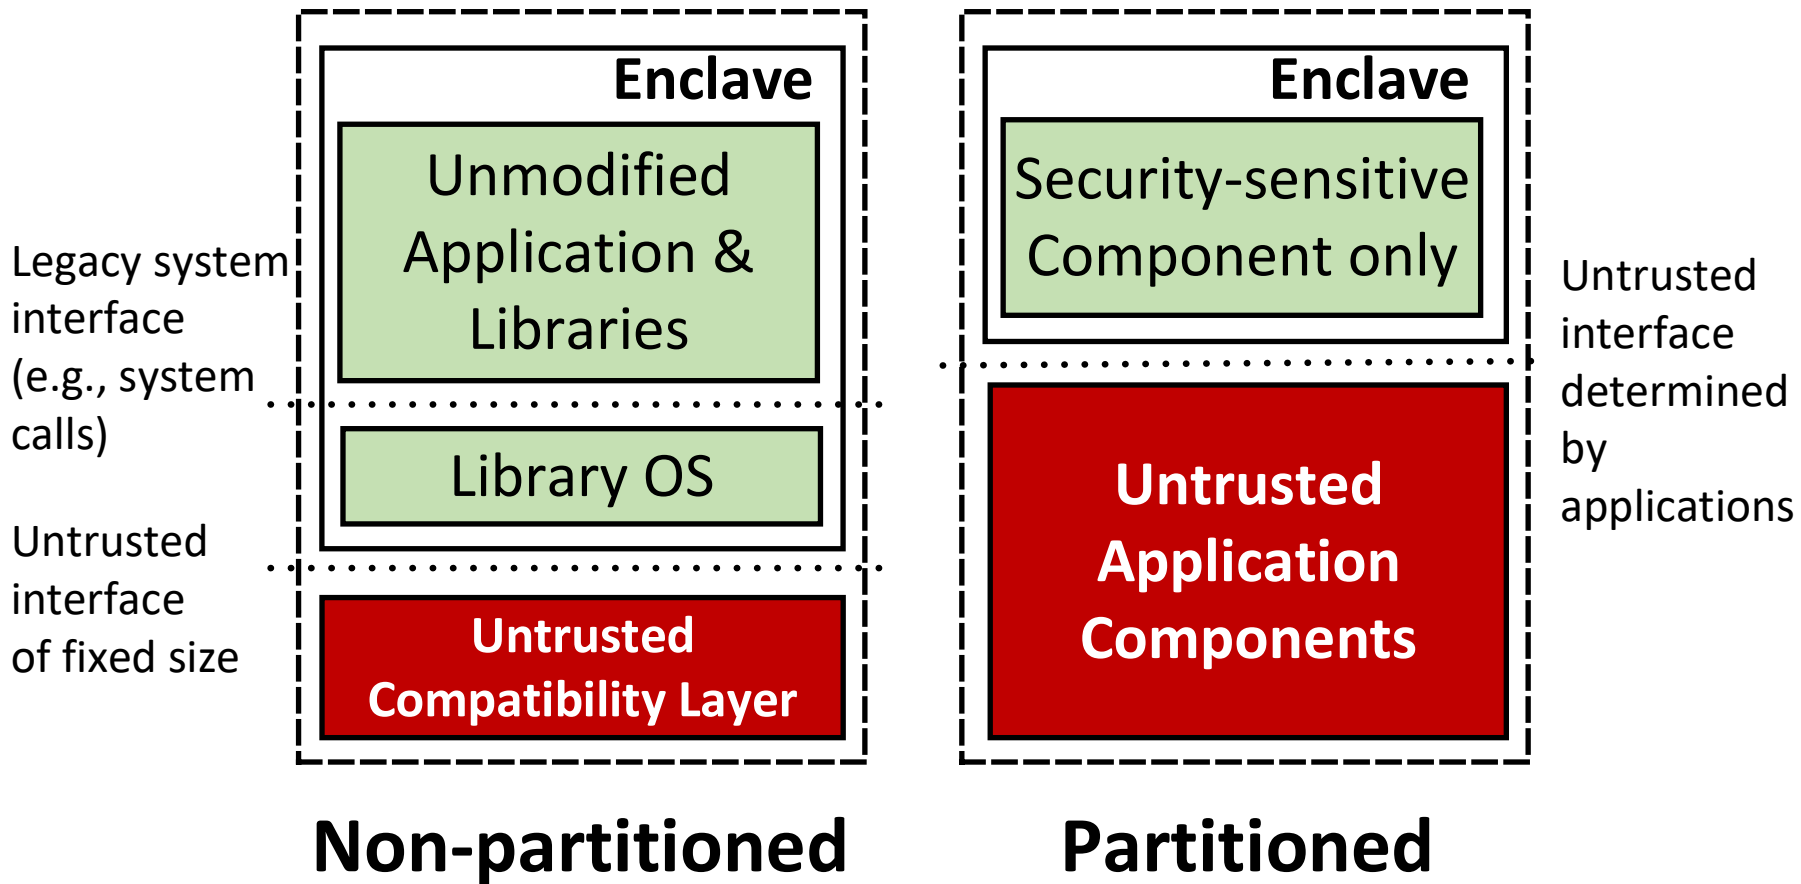 Legacy system
interface
(e.g., system
calls)
Untrusted
interface
of fixed size
Enclave
Unmodified
Application &
Libraries
Library OS
Untrusted
Compatibility Layer
Non-partitioned
Enclave
Security-sensitive
Component only
Untrusted
Application
Components
Partitioned
Untrusted
interface
determined
by
applications